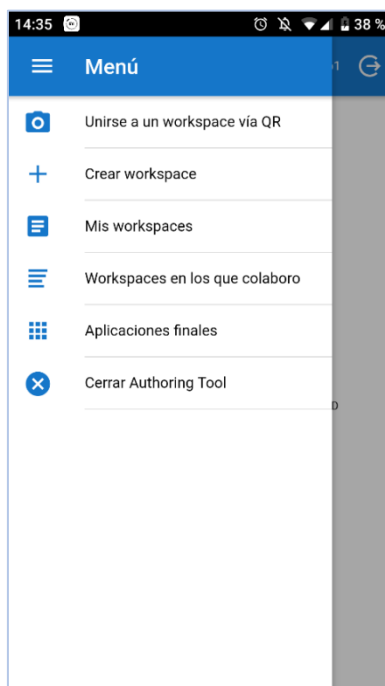 14:35 38 %
Menú
Unirse a un workspace vía QR
Crear workspace
Mis workspaces
Workspaces en los que colaboro
Aplicaciones finales
Cerrar Authoring Tool